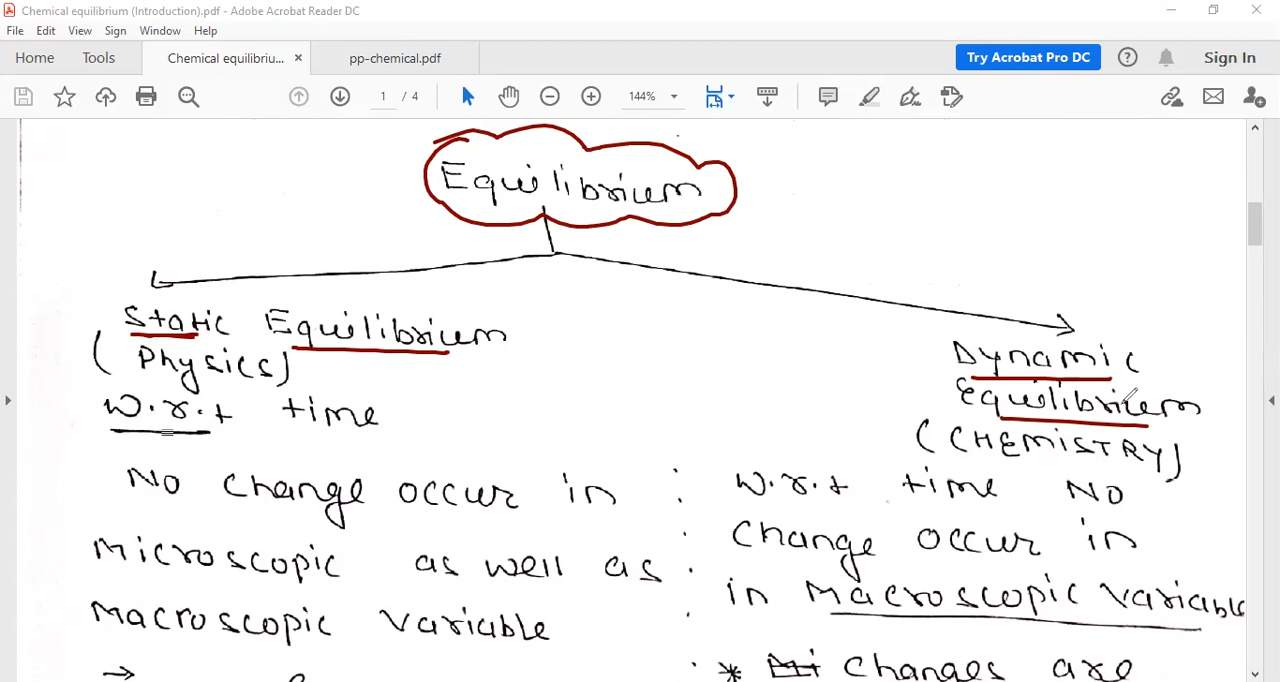 Chemical equilibrium (Introduction).pdf - Adobe Acrobat Reader DC
File Edit View Sign Window Help
Home Tools Chemical equilibriu... × pp-chemical.pdf Try Acrobat Pro DC Sign In
1 / 4 144%
Equilibrium
Static Equilibrium
(Physics)
W.r.t time
No change occur in
Microscopic as well as
Macroscopic variable
Dynamic
Equilibrium
(CHEMISTRY)
w.r.t time No
change occur in
in Macroscopic variable
* changes are